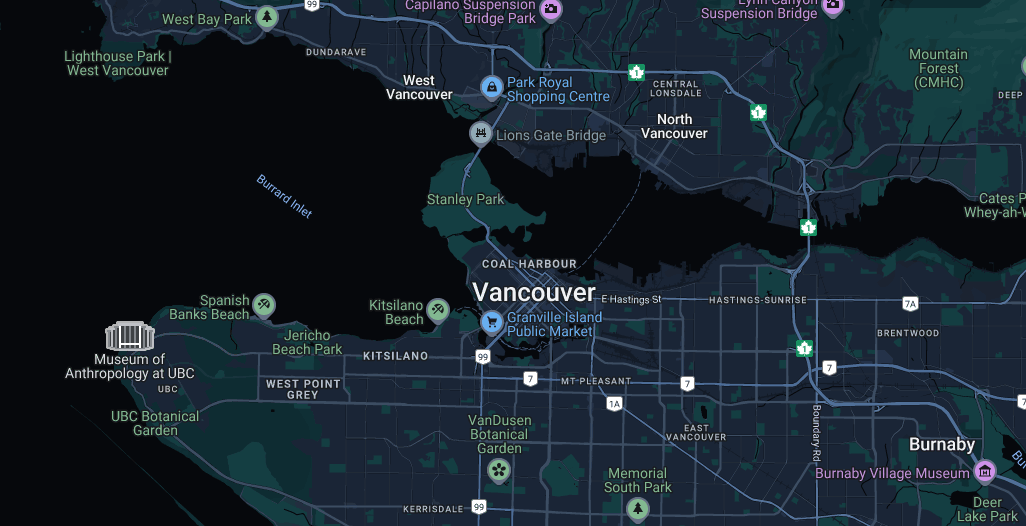 99
Capilano Suspension
Bridge Park
Lynn Canyon
Suspension Bridge
West Bay Park
DUNDARAVE
Lighthouse Park |
West Vancouver
Mountain
Forest
(CMHC)
1
West
Vancouver
Park Royal
Shopping Centre
CENTRAL
LONSDALE
DEEP
1
North
Vancouver
Lions Gate Bridge
Burrard Inlet
Stanley Park
Cates P
Whey-ah-W
1
COAL HARBOUR
Vancouver
E Hastings St
HASTINGS-SUNRISE
7A
Spanish
Banks Beach
Kitsilano
Beach
Granville Island
Public Market
Jericho
Beach Park
BRENTWOOD
1
Museum of
Anthropology at UBC
KITSILANO
99
UBC
WEST POINT
GREY
7
MT PLEASANT
7
7
1A
7
UBC Botanical
Garden
VanDusen
Botanical
Garden
EAST
VANCOUVER
Boundary Rd
Burnaby
Memorial
South Park
Burnaby Village Museum
KERRISDALE
99
Deer
Lake Park